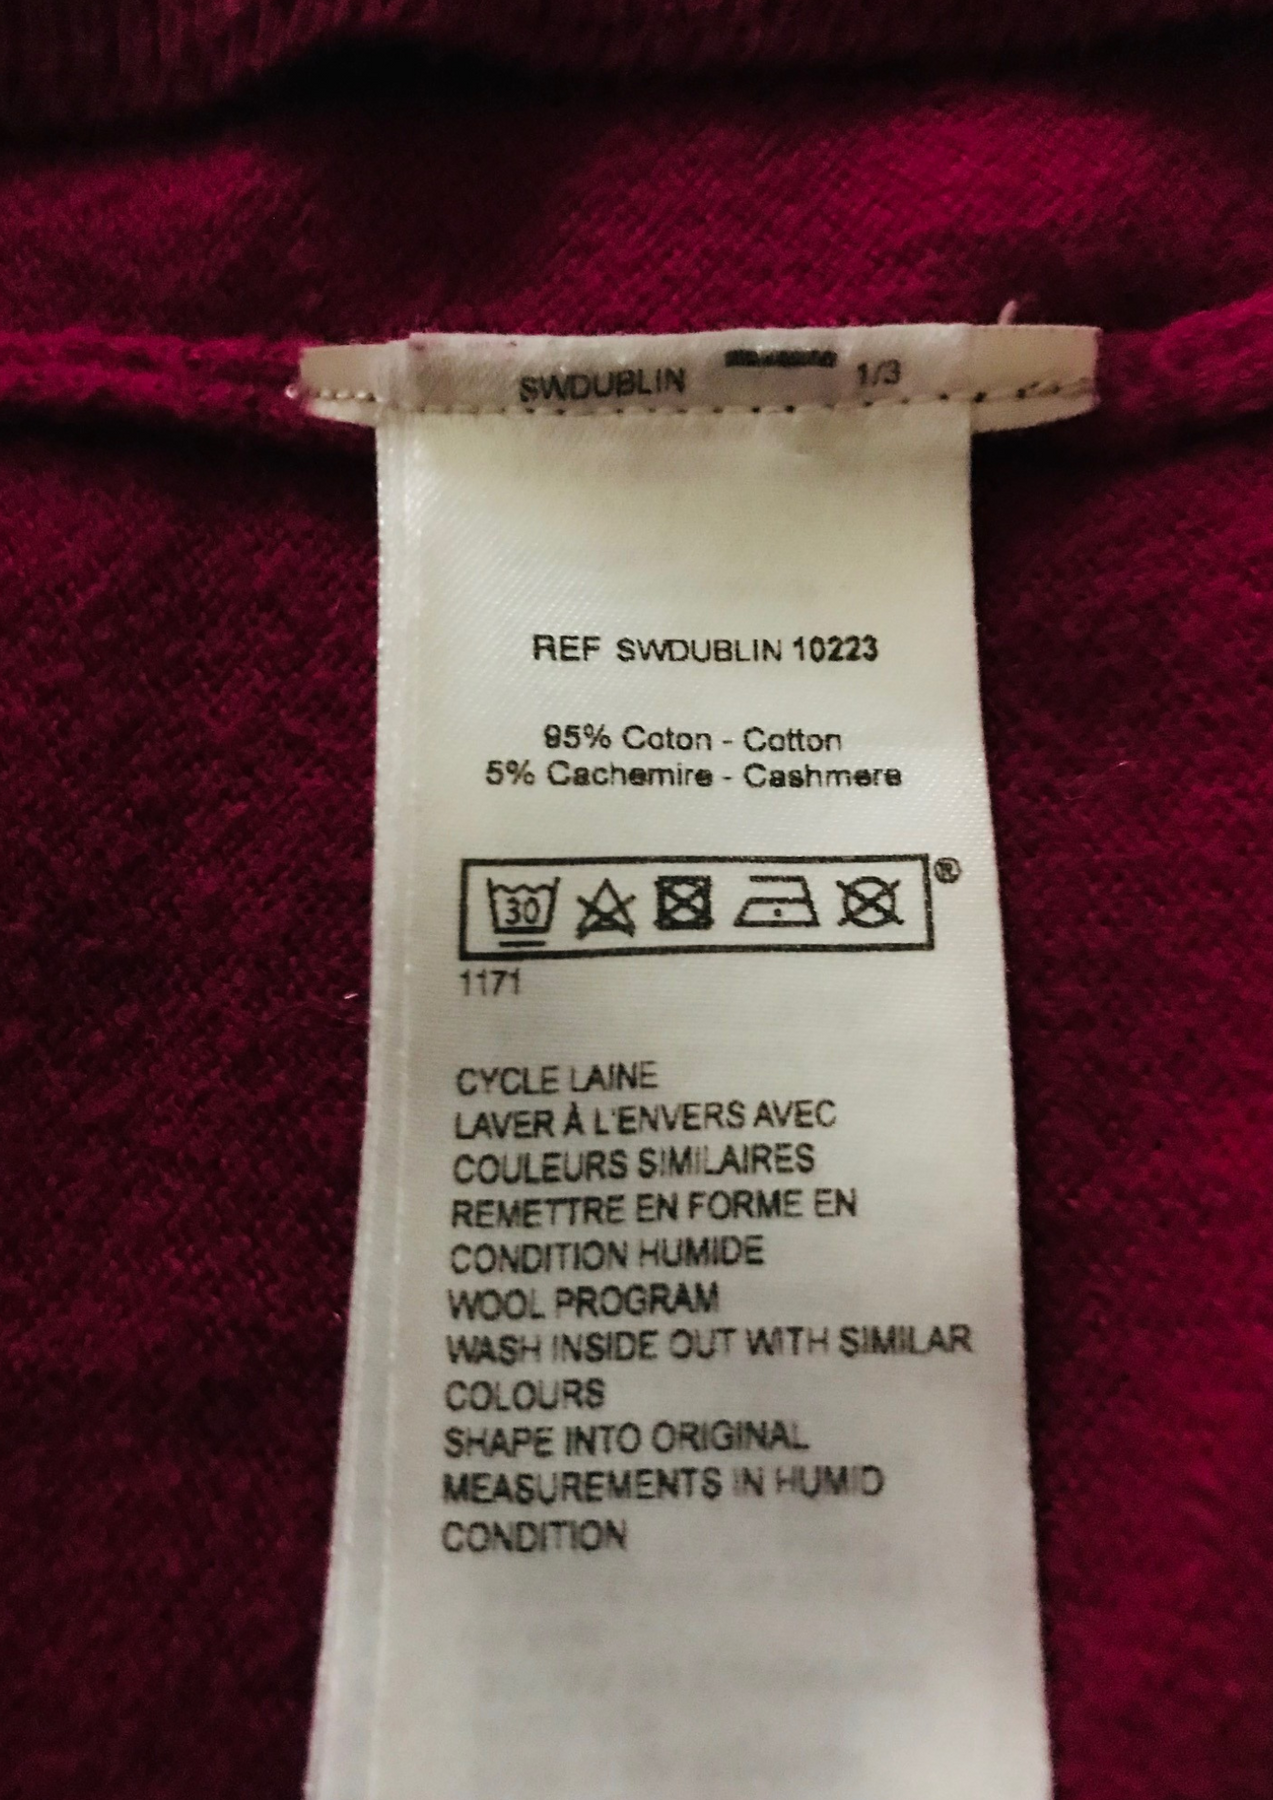 SWDUBLIN 1/3
REF SWDUBLIN 10223
95% Coton - Cotton
5% Cachemire - Cashmere
®
30
1171
CYCLE LAINE
LAVER À L'ENVERS AVEC
COULEURS SIMILAIRES
REMETTRE EN FORME EN
CONDITION HUMIDE
WOOL PROGRAM
WASH INSIDE OUT WITH SIMILAR
COLOURS
SHAPE INTO ORIGINAL
MEASUREMENTS IN HUMID
CONDITION